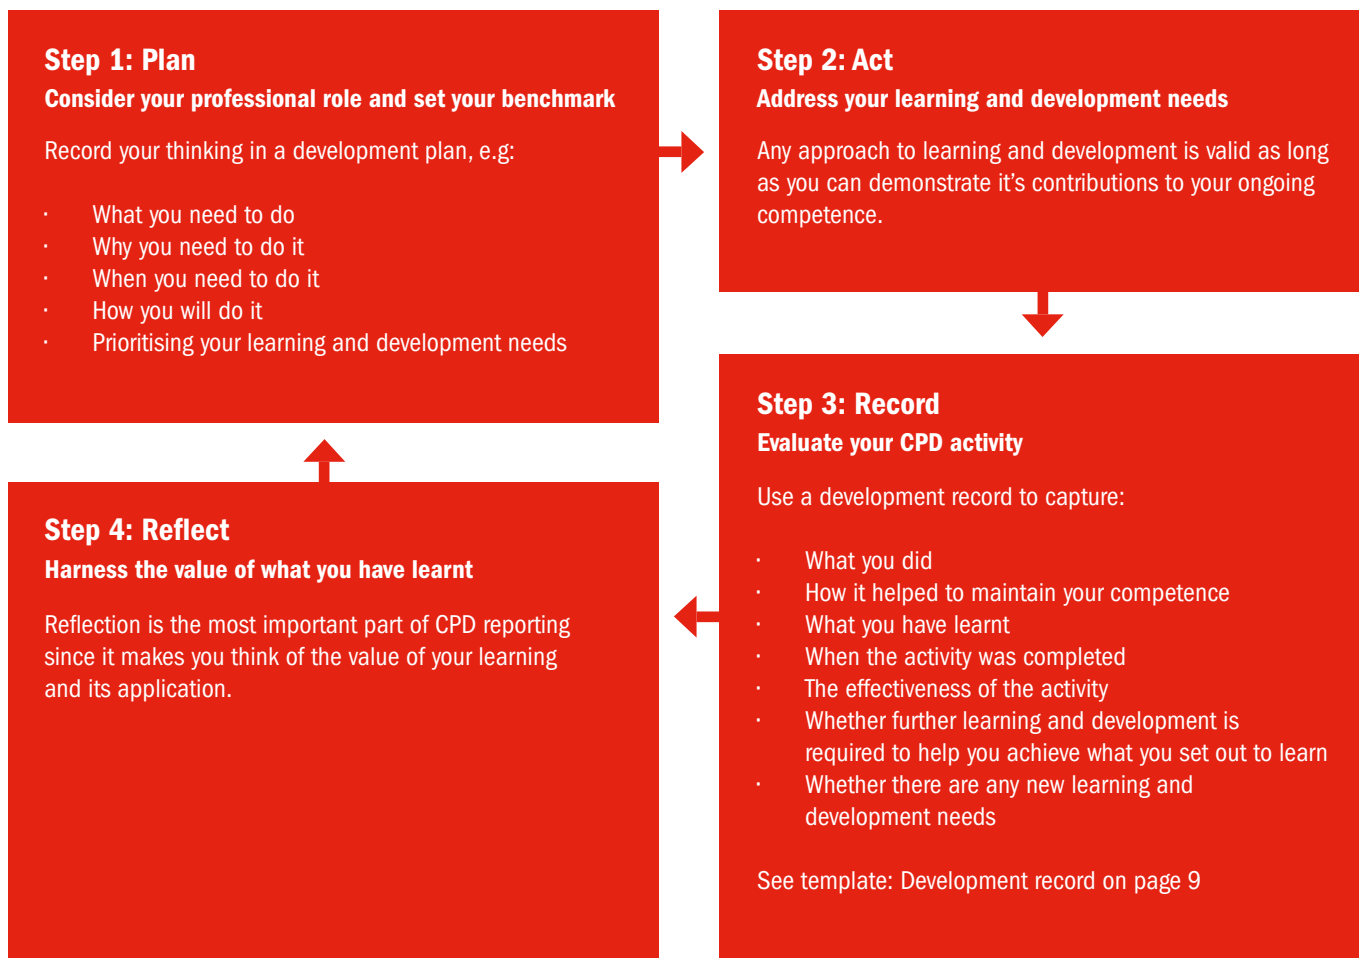 Step 1: Plan
Consider your professional role and set your benchmark
Record your thinking in a development plan, e.g:
· What you need to do
· Why you need to do it
· When you need to do it
· How you will do it
· Prioritising your learning and development needs
Step 2: Act
Address your learning and development needs
Any approach to learning and development is valid as long
as you can demonstrate it's contributions to your ongoing
competence.
Step 3: Record
Evaluate your CPD activity
Use a development record to capture:
· What you did
· How it helped to maintain your competence
· What you have learnt
· When the activity was completed
· The effectiveness of the activity
· Whether further learning and development is
required to help you achieve what you set out to learn
· Whether there are any new learning and
development needs
See template: Development record on page 9
Step 4: Reflect
Harness the value of what you have learnt
Reflection is the most important part of CPD reporting
since it makes you think of the value of your learning
and its application.